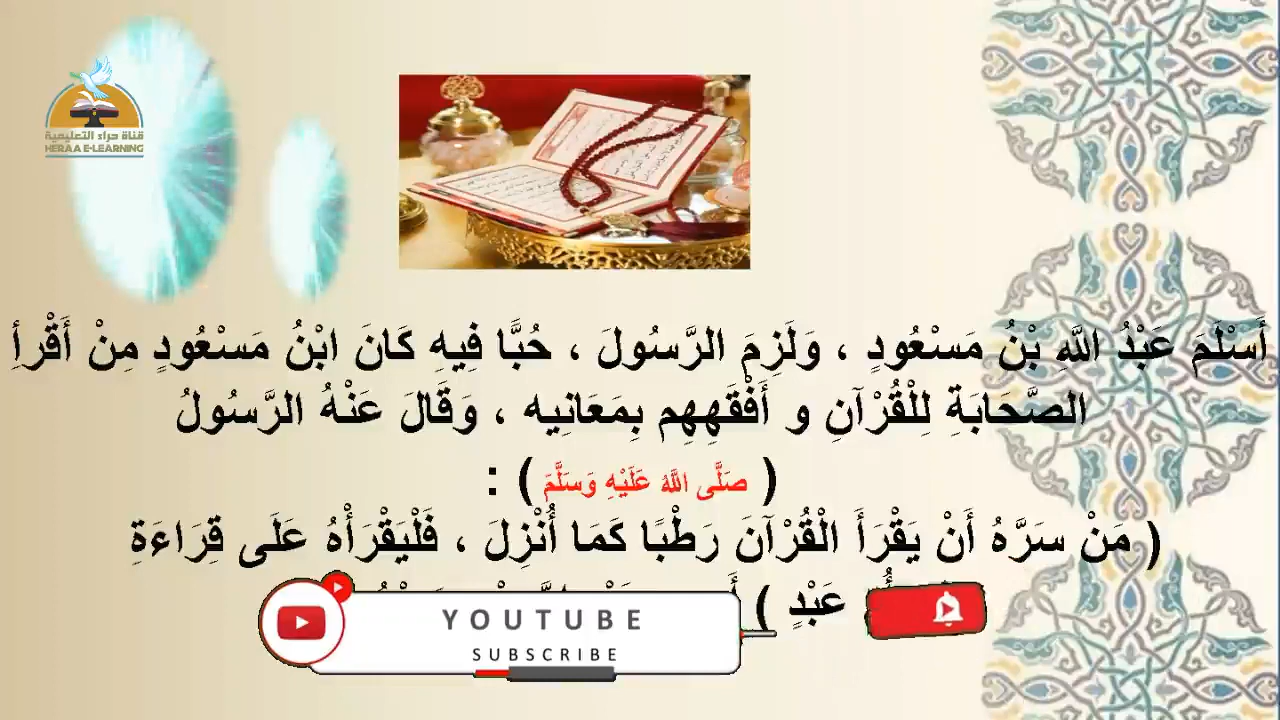 قناة حراء التعليمية
HERAA E-LEARNING
أَسْلَمَ عَبْدُ اللَّهِ بْنُ مَسْعُودٍ ، وَلَزِمَ الرَّسُولَ ، حُبًّا فِيهِ كَانَ ابْنُ مَسْعُودٍ مِنْ أَقْرأِ
الصَّحَابَةِ لِلْقُرْآنِ و أَفْقَهِهِم بِمَعَانِيه ، وَقَالَ عَنْهُ الرَّسُولُ
( صَلَّى اللَّهُ عَلَيْهِ وَسَلَّمَ ) :
( مَنْ سَرَّهُ أَنْ يَقْرَأَ الْقُرْآنَ رَطْبًا كَمَا أُنْزِلَ ، فَلْيَقْرَأْهُ عَلَى قِرَاءَةِ
عَبْدٍ )
YOUTUBE
SUBSCRIBE